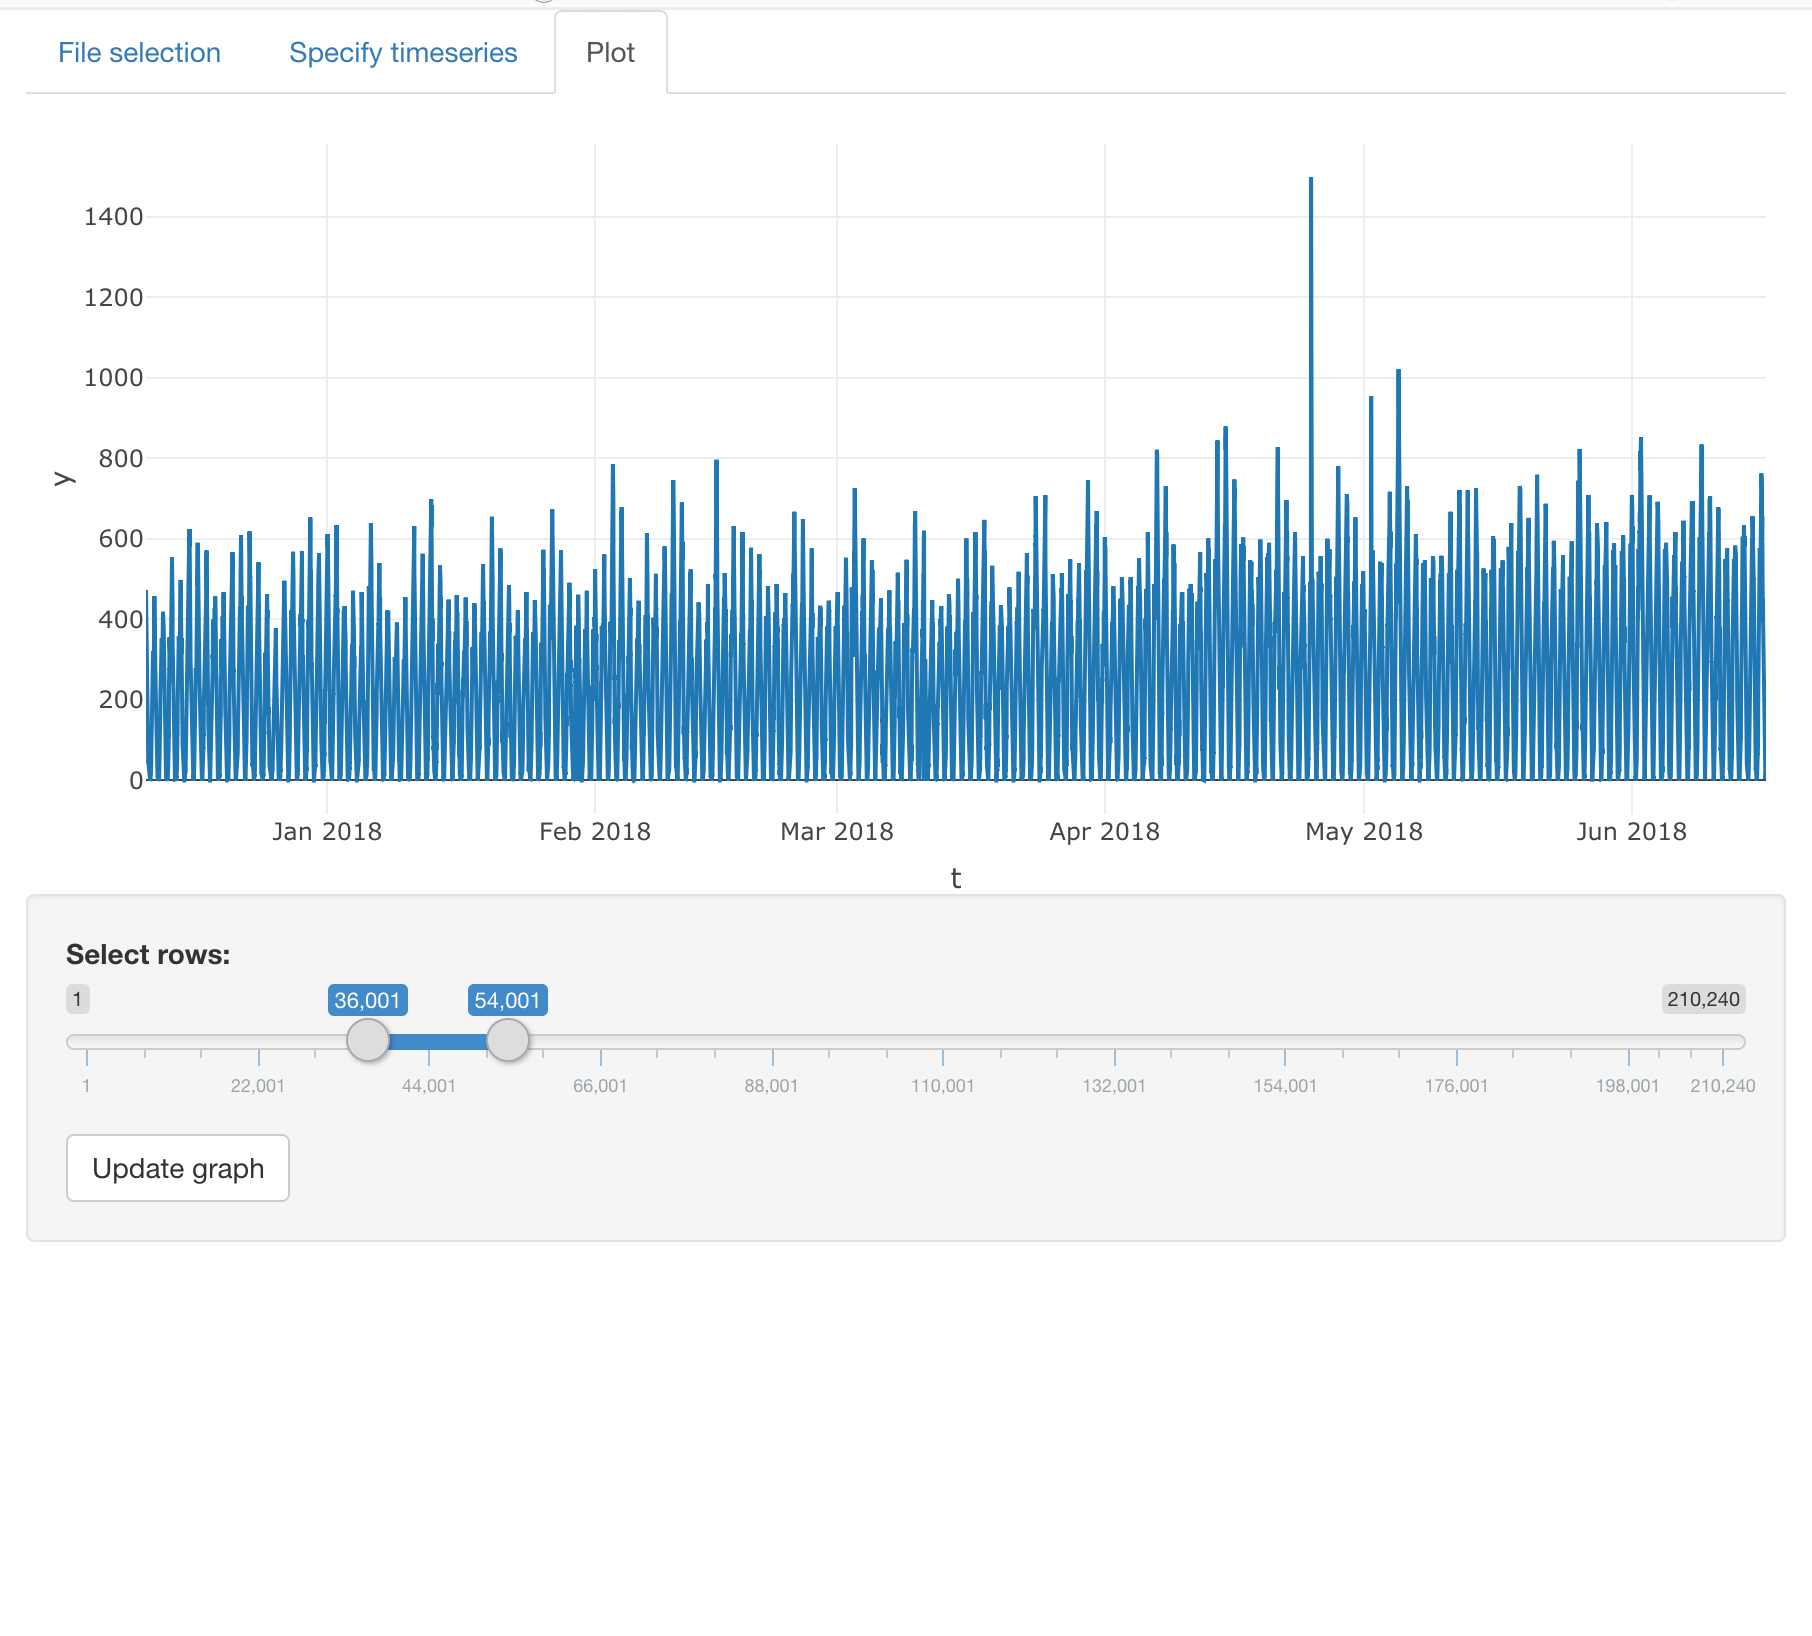 File selection Specify timeseries Plot
1400
1200
1000
800
600
400
200
0
y
Jan 2018 Feb 2018 Mar 2018 Apr 2018 May 2018 Jun 2018
t
Select rows:
1 36,001 54,001 210,240
1 22,001 44,001 66,001 88,001 110,001 132,001 154,001 176,001 198,001 210,240
Update graph